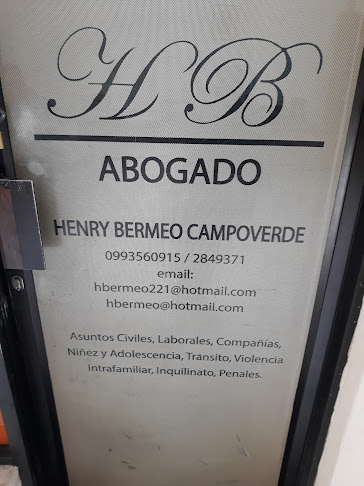 HB
ABOGADO
HENRY BERMEO CAMPOVERDE
0993560915 / 2849371
email:
hbermeo221@hotmail.com
hbermeo@hotmail.com
Asuntos Civiles, Laborales, Compañías,
Niñez y Adolescencia, Transito, Violencia
intrafamiliar, Inquilinato, Penales.